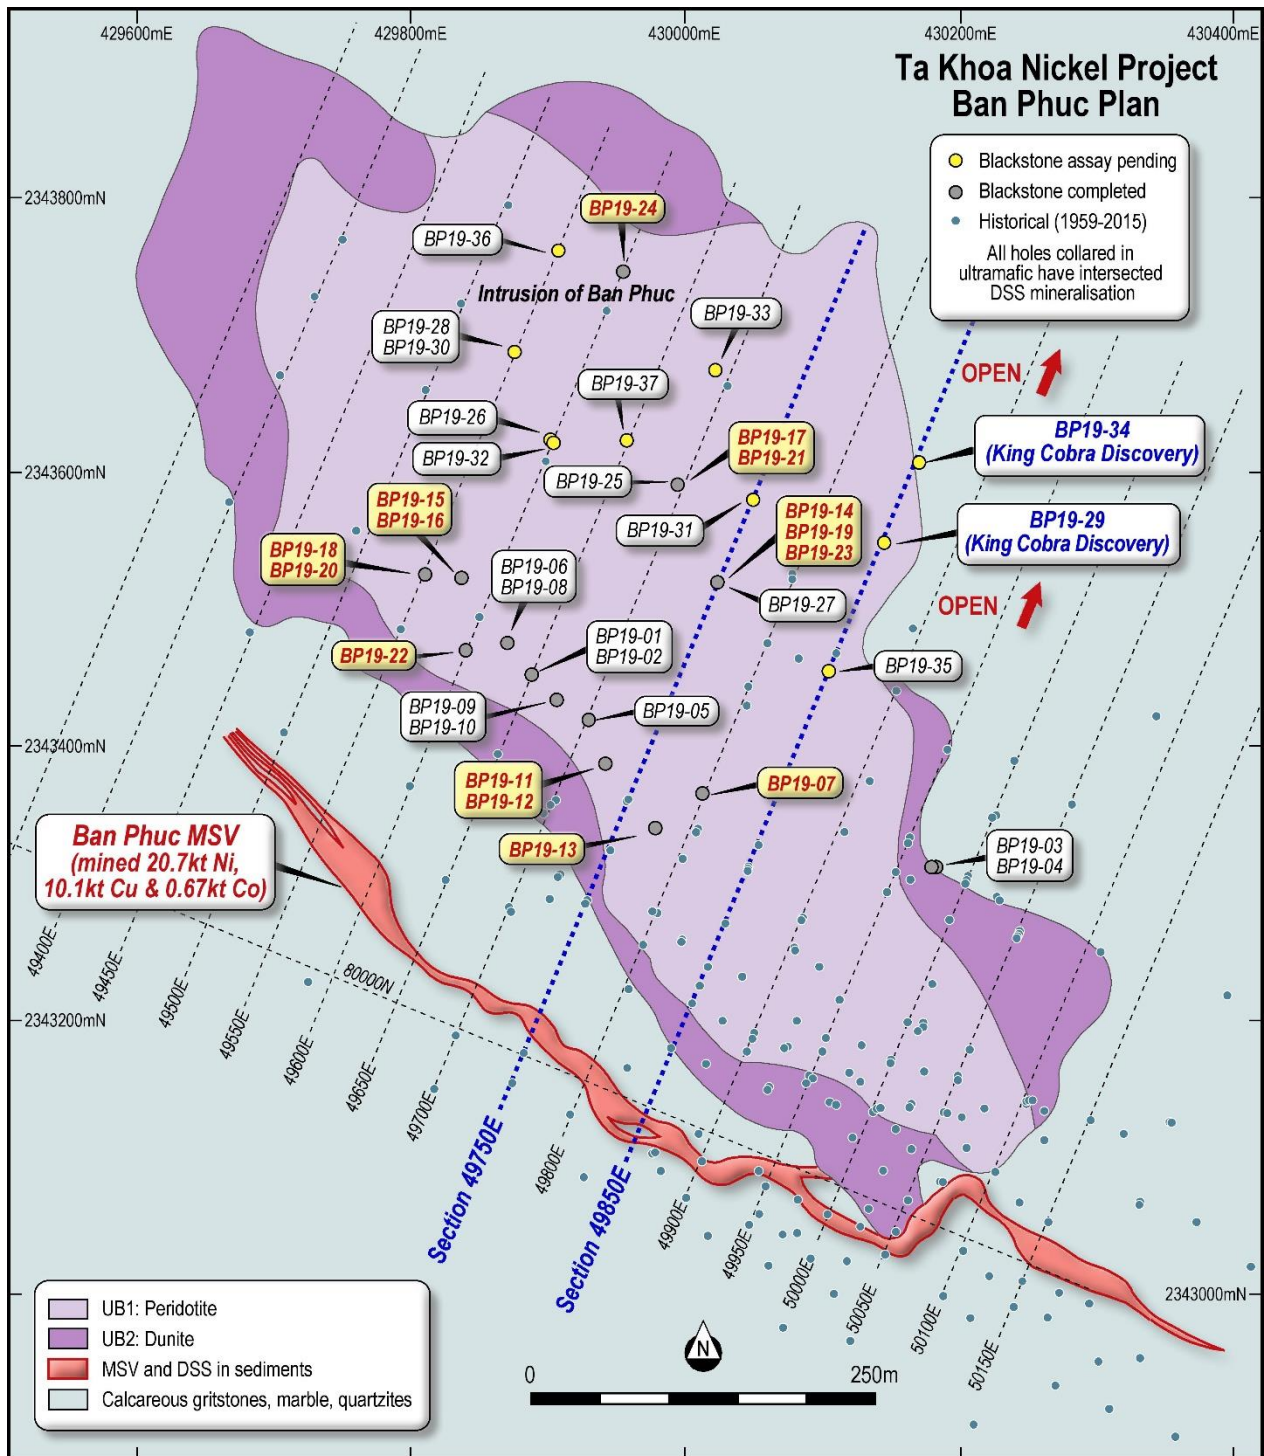 429600mE
429800mE
430000mE
430200mE
430400mE
Ta Khoa Nickel Project
Ban Phuc Plan
Blackstone assay pending
Blackstone completed
Historical (1959-2015)
All holes collared in
ultramafic have intersected
DSS mineralisation
2343800mN
BP19-24
BP19-36
Intrusion of Ban Phuc
BP19-33
BP19-28
BP19-30
OPEN
BP19-37
BP19-26
BP19-32
BP19-17
BP19-21
BP19-34
(King Cobra Discovery)
2343600mN
BP19-25
BP19-15
BP19-16
BP19-31
BP19-14
BP19-19
BP19-23
BP19-29
(King Cobra Discovery)
BP19-18
BP19-20
BP19-06
BP19-08
BP19-27
OPEN
BP19-22
BP19-01
BP19-02
BP19-35
BP19-09
BP19-10
BP19-05
2343400mN
BP19-11
BP19-12
BP19-07
BP19-13
Ban Phuc MSV
(mined 20.7kt Ni,
10.1kt Cu & 0.67kt Co)
BP19-03
BP19-04
49400E
49450E
49500E
49550E
49600E
49650E
49700E
80000N
2343200mN
Section 49750E
49800E
Section 49850E
49900E
49950E
50000E
50050E
50100E
50150E
2343000mN
UB1: Peridotite
UB2: Dunite
MSV and DSS in sediments
Calcareous gritstones, marble, quartzites
N
0
250m